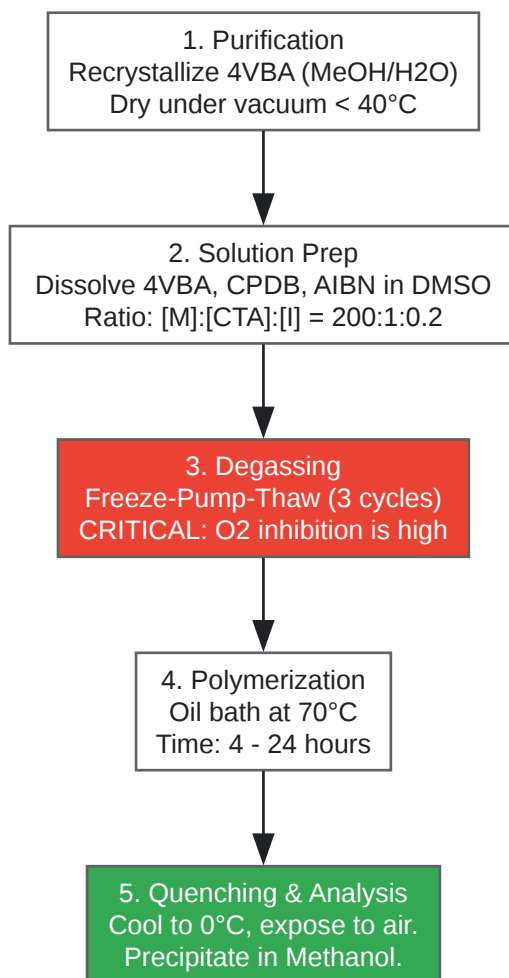 1. Purification
Recrystallize 4VBA (MeOH/H2O)
Dry under vacuum < 40°C
2. Solution Prep
Dissolve 4VBA, CPDB, AIBN in DMSO
Ratio: [M]:[CTA]:[I] = 200:1:0.2
3. Degassing
Freeze-Pump-Thaw (3 cycles)
CRITICAL: O2 inhibition is high
4. Polymerization
Oil bath at 70°C
Time: 4 - 24 hours
5. Quenching & Analysis
Cool to 0°C, expose to air.
Precipitate in Methanol.